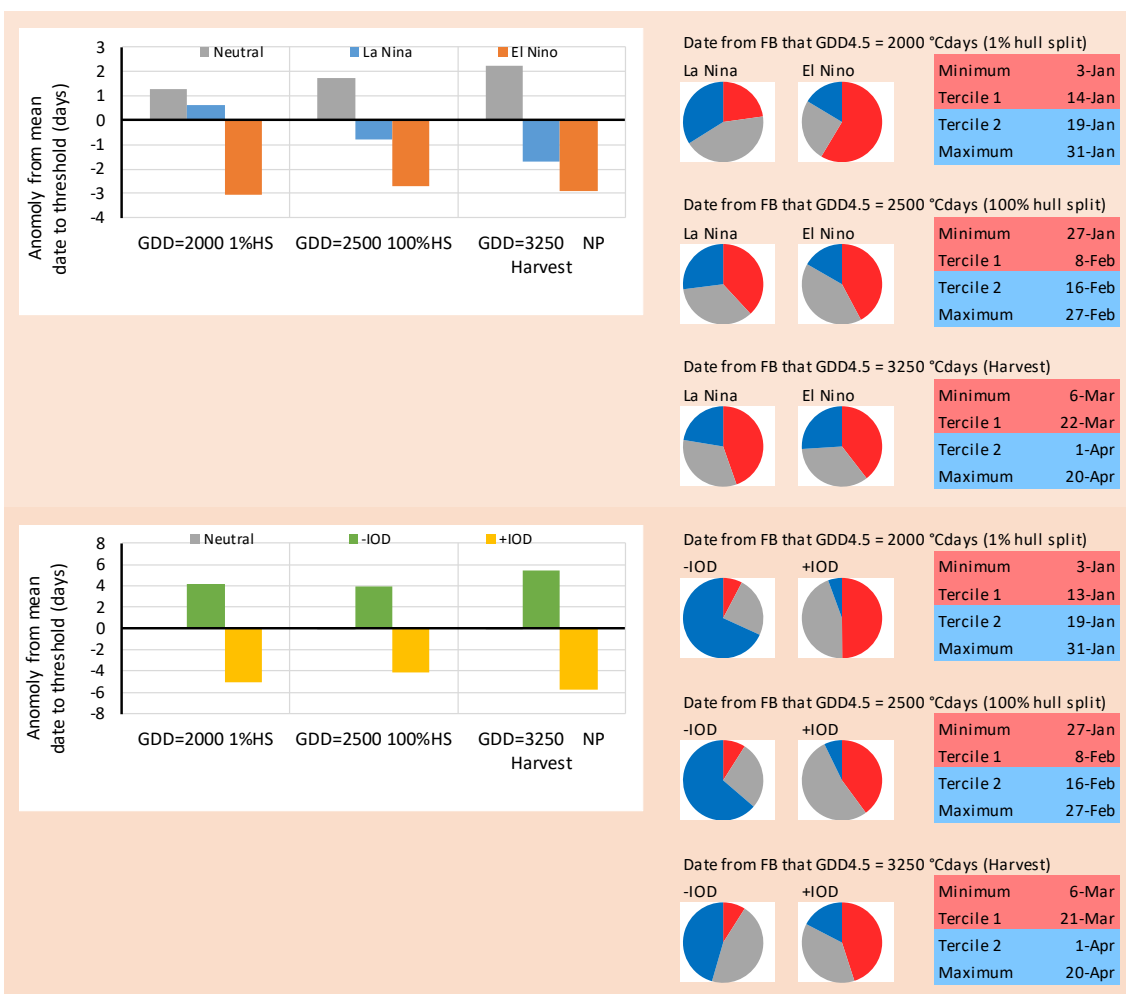 Neutral La Nina El Nino
3
2
1
0
-1
-2
-3
-4
Anomoly from mean
date to threshold (days)
GDD=2000 1%HS GDD=2500 100%HS GDD=3250 NP
Harvest
Date from FB that GDD4.5 = 2000 °Cdays (1% hull split)
La Nina El Nino
Minimum 3-Jan
Tercile 1 14-Jan
Tercile 2 19-Jan
Maximum 31-Jan
Date from FB that GDD4.5 = 2500 °Cdays (100% hull split)
La Nina El Nino
Minimum 27-Jan
Tercile 1 8-Feb
Tercile 2 16-Feb
Maximum 27-Feb
Date from FB that GDD4.5 = 3250 °Cdays (Harvest)
La Nina El Nino
Minimum 6-Mar
Tercile 1 22-Mar
Tercile 2 1-Apr
Maximum 20-Apr
Neutral -IOD +IOD
8
6
4
2
0
-2
-4
-6
-8
Anomoly from mean
date to threshold (days)
GDD=2000 1%HS GDD=2500 100%HS GDD=3250 NP
Harvest
Date from FB that GDD4.5 = 2000 °Cdays (1% hull split)
-IOD +IOD
Minimum 3-Jan
Tercile 1 13-Jan
Tercile 2 19-Jan
Maximum 31-Jan
Date from FB that GDD4.5 = 2500 °Cdays (100% hull split)
-IOD +IOD
Minimum 27-Jan
Tercile 1 8-Feb
Tercile 2 16-Feb
Maximum 27-Feb
Date from FB that GDD4.5 = 3250 °Cdays (Harvest)
-IOD +IOD
Minimum 6-Mar
Tercile 1 21-Mar
Tercile 2 1-Apr
Maximum 20-Apr